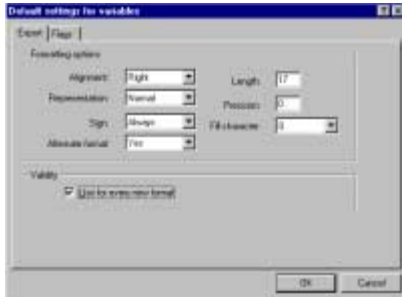 Default settings for variables
Export Flags
Formatting options
Alignment: Right Length: 17
Representation: Normal Precision: 0
Sign: Always Fill character: 0
Alternate format: Yes
Validity
Use for every new format
OK Cancel